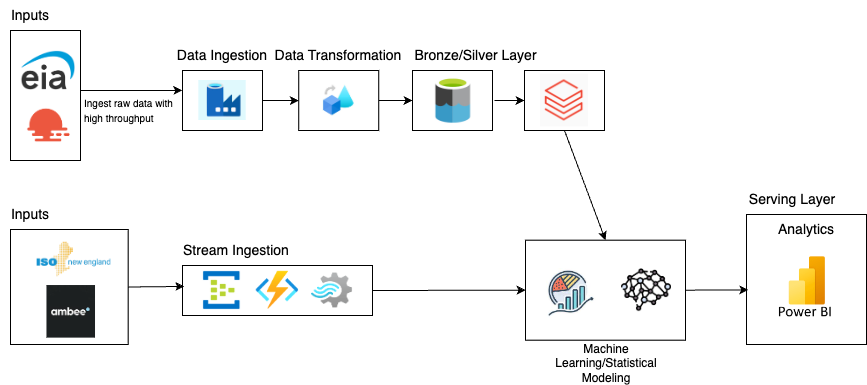 Inputs
eia
Ingest raw data with
high throughput
Data Ingestion
Data Transformation
Bronze/Silver Layer
Inputs
ISO new england
ambee
Stream Ingestion
Machine
Learning/Statistical
Modeling
Serving Layer
Analytics
Power BI